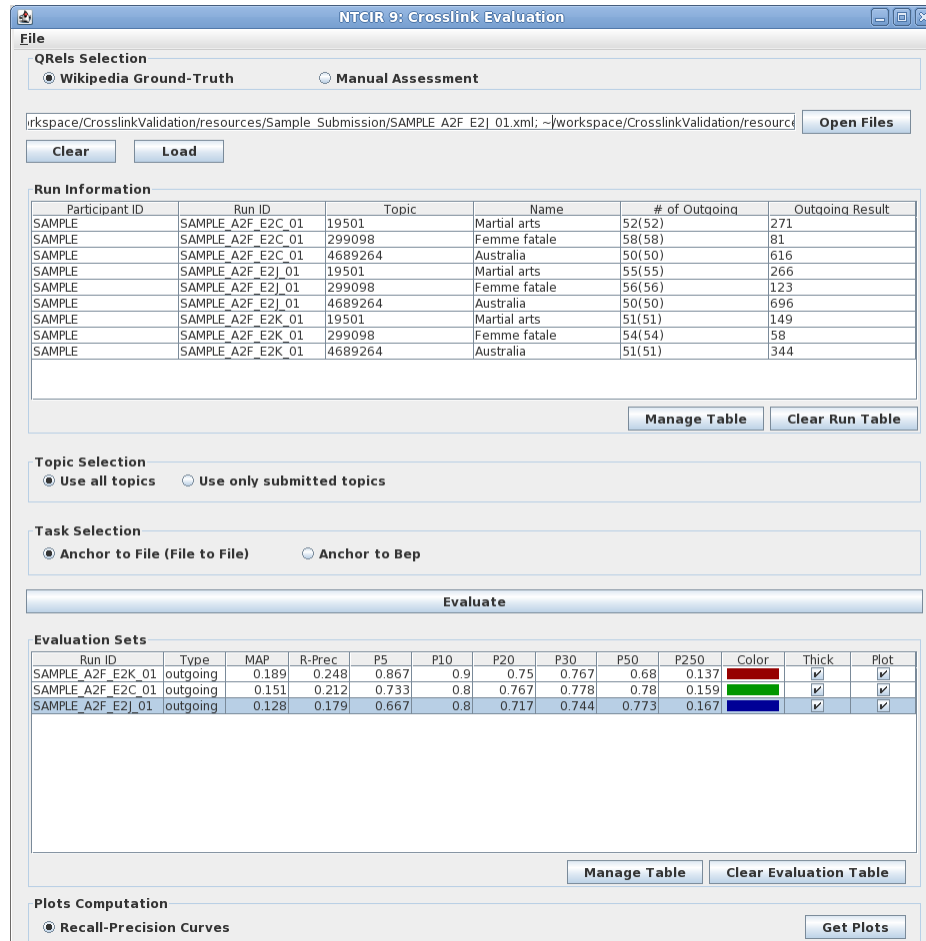 NTCIR 9: Crosslink Evaluation
File
QRels Selection
Wikipedia Ground-Truth Manual Assessment
rkspace/CrosslinkValidation/resources/Sample_Submission/SAMPLE_A2F_E2J_01.xml; ~/workspace/CrosslinkValidation/resource Open Files
Clear Load
Run Information
Participant ID Run ID Topic Name # of Outgoing Outgoing Result
SAMPLE SAMPLE_A2F_E2C_01 19501 Martial arts 52(52) 271
SAMPLE SAMPLE_A2F_E2C_01 299098 Femme fatale 58(58) 81
SAMPLE SAMPLE_A2F_E2C_01 4689264 Australia 50(50) 616
SAMPLE SAMPLE_A2F_E2J_01 19501 Martial arts 55(55) 266
SAMPLE SAMPLE_A2F_E2J_01 299098 Femme fatale 56(56) 123
SAMPLE SAMPLE_A2F_E2J_01 4689264 Australia 50(50) 696
SAMPLE SAMPLE_A2F_E2K_01 19501 Martial arts 51(51) 149
SAMPLE SAMPLE_A2F_E2K_01 299098 Femme fatale 54(54) 58
SAMPLE SAMPLE_A2F_E2K_01 4689264 Australia 51(51) 344
Manage Table Clear Run Table
Topic Selection
Use all topics Use only submitted topics
Task Selection
Anchor to File (File to File) Anchor to Bep
Evaluate
Evaluation Sets
Run ID Type MAP R-Prec P5 P10 P20 P30 P50 P250 Color Thick Plot
SAMPLE_A2F_E2K_01 outgoing 0.189 0.248 0.867 0.9 0.75 0.767 0.68 0.137
SAMPLE_A2F_E2C_01 outgoing 0.151 0.212 0.733 0.8 0.767 0.778 0.78 0.159
SAMPLE_A2F_E2J_01 outgoing 0.128 0.179 0.667 0.8 0.717 0.744 0.773 0.167
Manage Table Clear Evaluation Table
Plots Computation
Recall-Precision Curves Get Plots